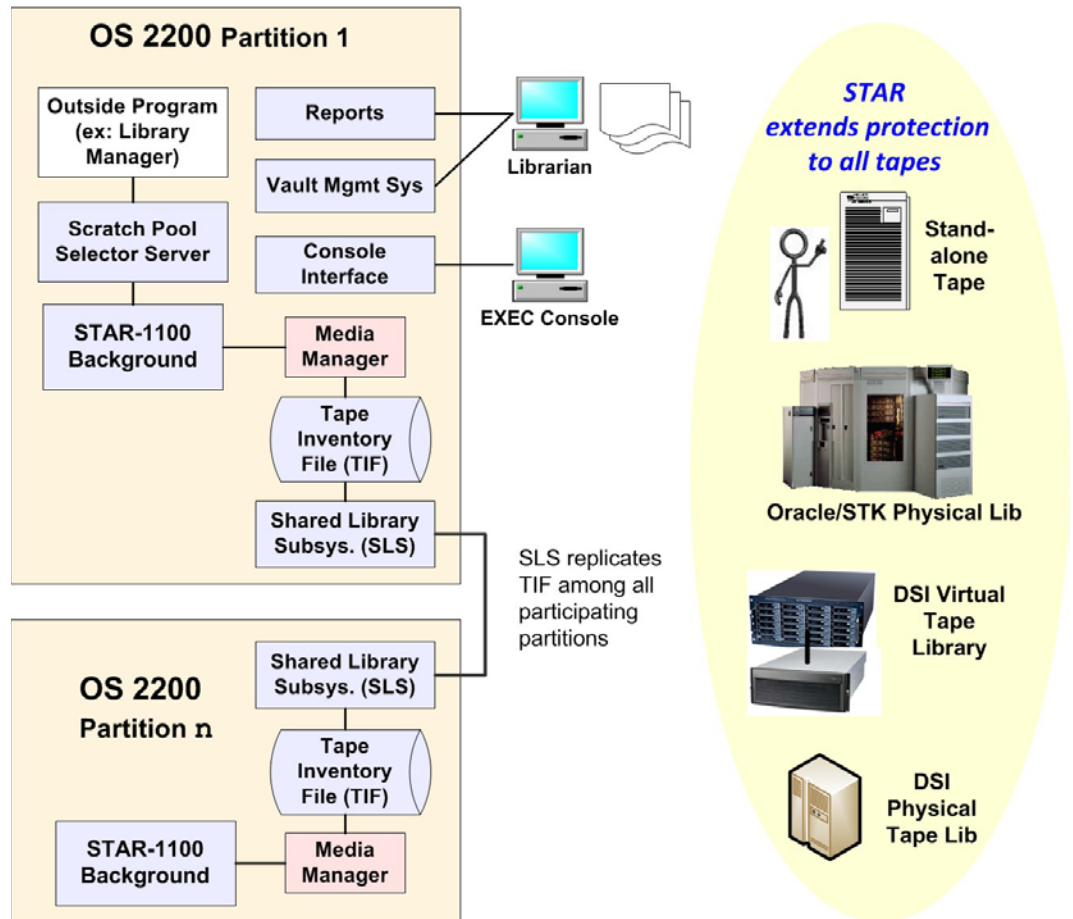 OS 2200 Partition 1
Outside Program
(ex: Library
Manager)
Scratch Pool
Selector Server
STAR-1100
Background
Reports
Vault Mgmt Sys
Console
Interface
Media
Manager
Tape
Inventory
File (TIF)
Shared Library
Subsys. (SLS)
Librarian
EXEC Console
SLS replicates
TIF among all
participating
partitions
OS 2200
Partition n
Shared Library
Subsys. (SLS)
Tape
Inventory
File (TIF)
STAR-1100
Background
Media
Manager
STAR
extends protection
to all tapes
Stand-
alone
Tape
Oracle/STK Physical Lib
DSI Virtual
Tape
Library
DSI
Physical
Tape Lib